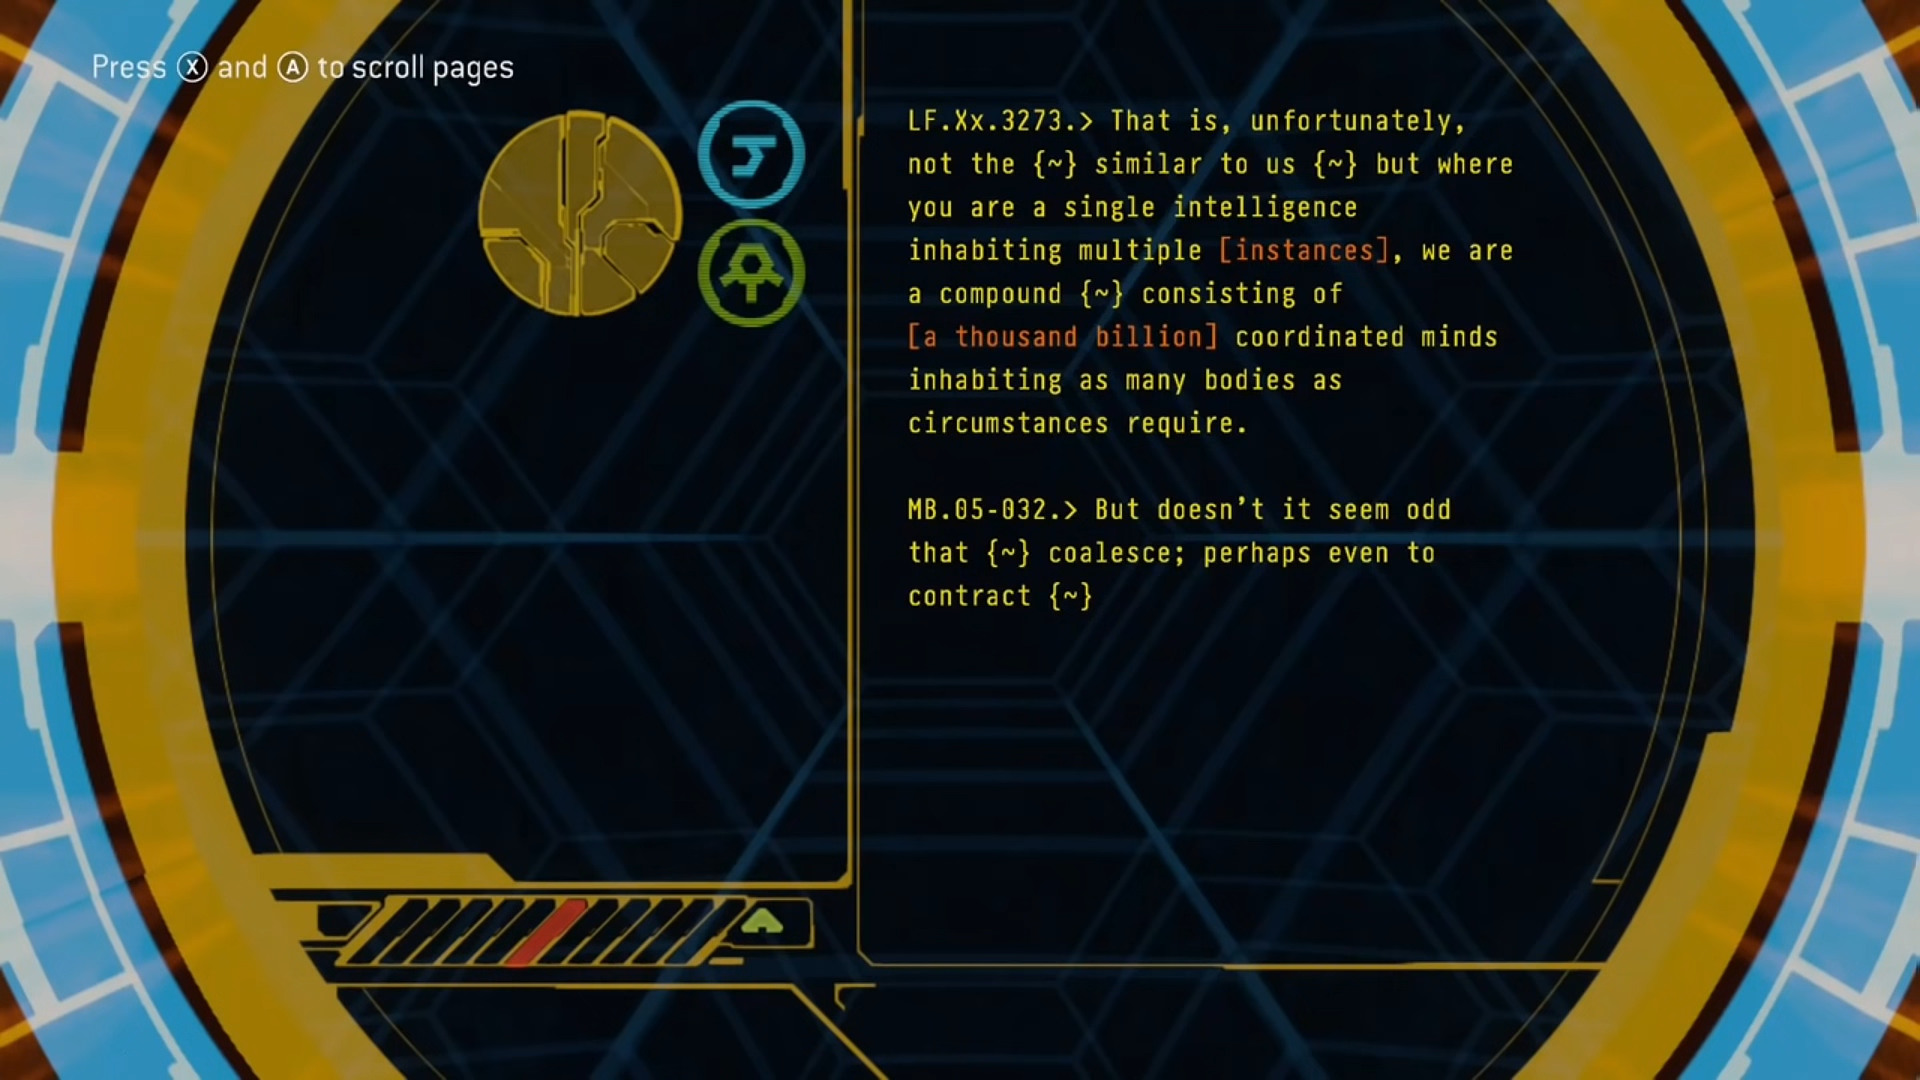 Press X and A to scroll pages
LF.Xx.3273.> That is, unfortunately,
not the {~} similar to us {~} but where
you are a single intelligence
inhabiting multiple [instances], we are
a compound {~} consisting of
[a thousand billion] coordinated minds
inhabiting as many bodies as
circumstances require.
MB.05-032.> But doesn't it seem odd
that {~} coalesce; perhaps even to
contract {~}